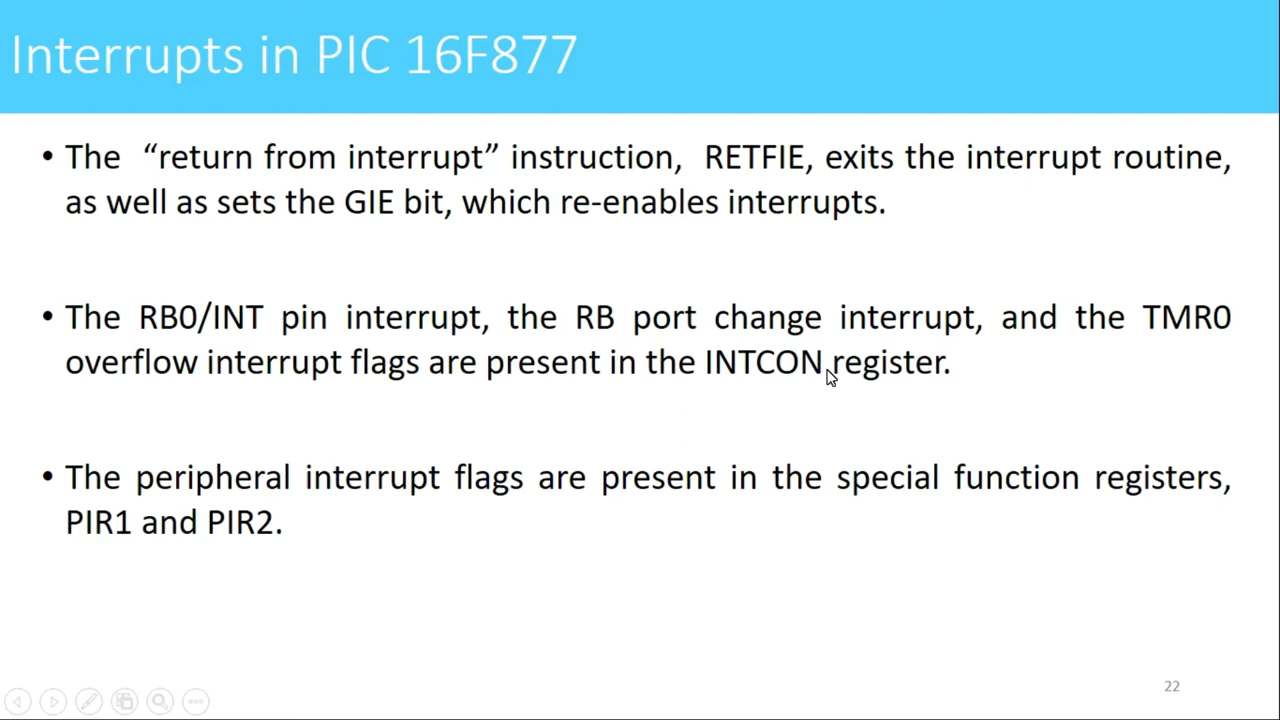 Interrupts in PIC 16F877
• The “return from interrupt” instruction, RETFIE, exits the interrupt routine,
as well as sets the GIE bit, which re-enables interrupts.
• The RB0/INT pin interrupt, the RB port change interrupt, and the TMR0
overflow interrupt flags are present in the INTCON register.
• The peripheral interrupt flags are present in the special function registers,
PIR1 and PIR2.
22